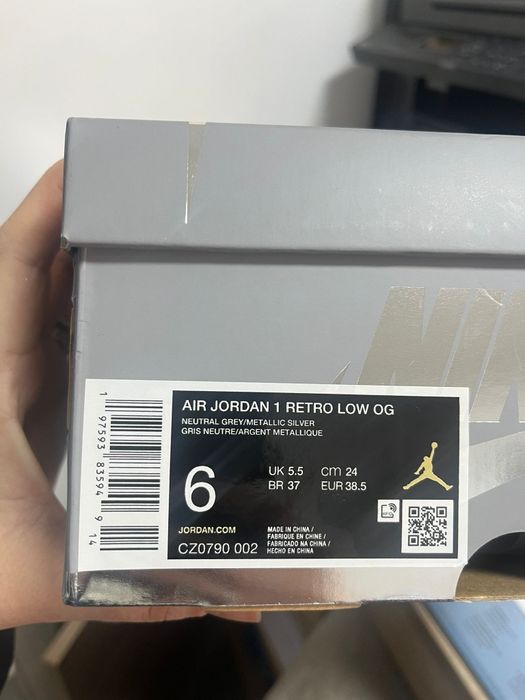 NIK
AIR JORDAN 1 RETRO LOW OG
NEUTRAL GREY/METALLIC SILVER
GRIS NEUTRE/ARGENT METALLIQUE
6
UK 5.5 cm 24
BR 37 EUR 38.5
JORDAN.COM
CZ0790 002
MADE IN CHINA /
FABRIQUE EN CHINE /
FABRICADO NA CHINA /
HECHO EN CHINA
1 97593 83594 9 14